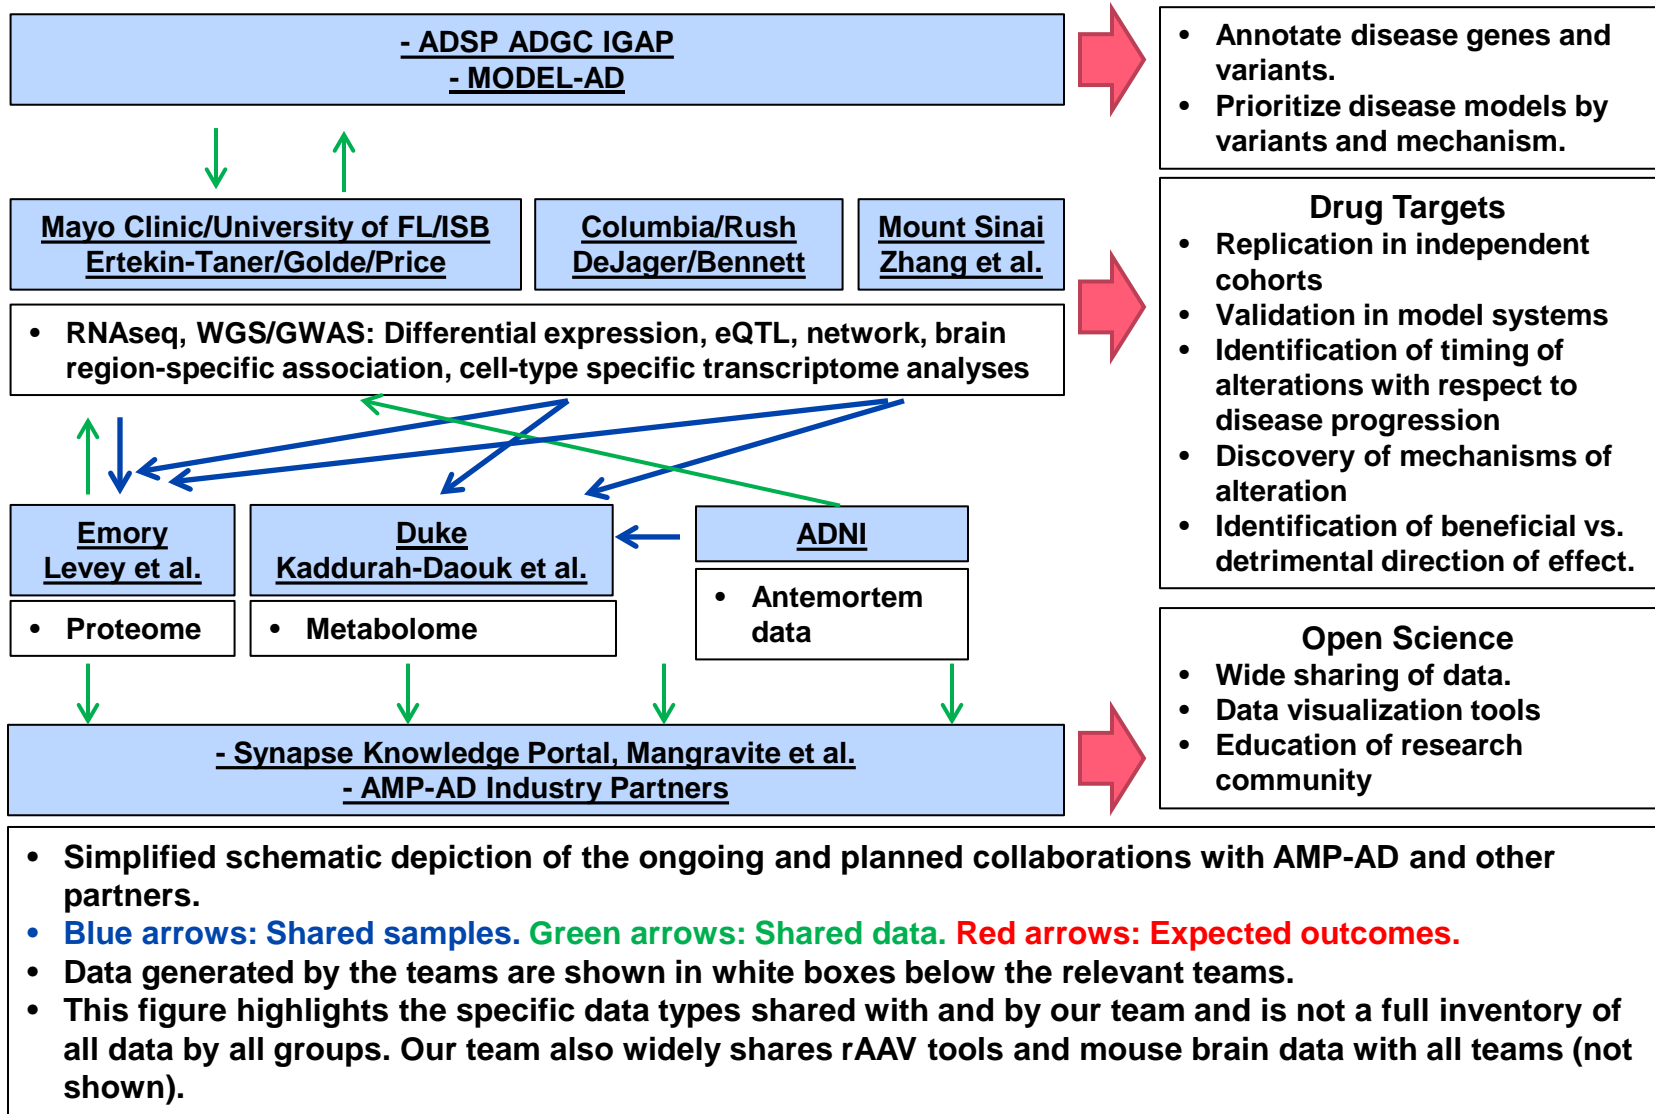 - ADSP ADGC IGAP
- MODEL-AD
• Annotate disease genes and
variants.
• Prioritize disease models by
variants and mechanism.
Mayo Clinic/University of FL/ISB
Ertekin-Taner/Golde/Price
Columbia/Rush
DeJager/Bennett
Mount Sinai
Zhang et al.
• RNAseq, WGS/GWAS: Differential expression, eQTL, network, brain
region-specific association, cell-type specific transcriptome analyses
Drug Targets
• Replication in independent
cohorts
• Validation in model systems
• Identification of timing of
alterations with respect to
disease progression
• Discovery of mechanisms of
alteration
• Identification of beneficial vs.
detrimental direction of effect.
Emory
Levey et al.
• Proteome
Duke
Kaddurah-Daouk et al.
• Metabolome
ADNI
• Antemortem
data
Open Science
• Wide sharing of data.
• Data visualization tools
• Education of research
community
- Synapse Knowledge Portal, Mangravite et al.
- AMP-AD Industry Partners
• Simplified schematic depiction of the ongoing and planned collaborations with AMP-AD and other
partners.
• Blue arrows: Shared samples. Green arrows: Shared data. Red arrows: Expected outcomes.
• Data generated by the teams are shown in white boxes below the relevant teams.
• This figure highlights the specific data types shared with and by our team and is not a full inventory of
all data by all groups. Our team also widely shares rAAV tools and mouse brain data with all teams (not
shown).